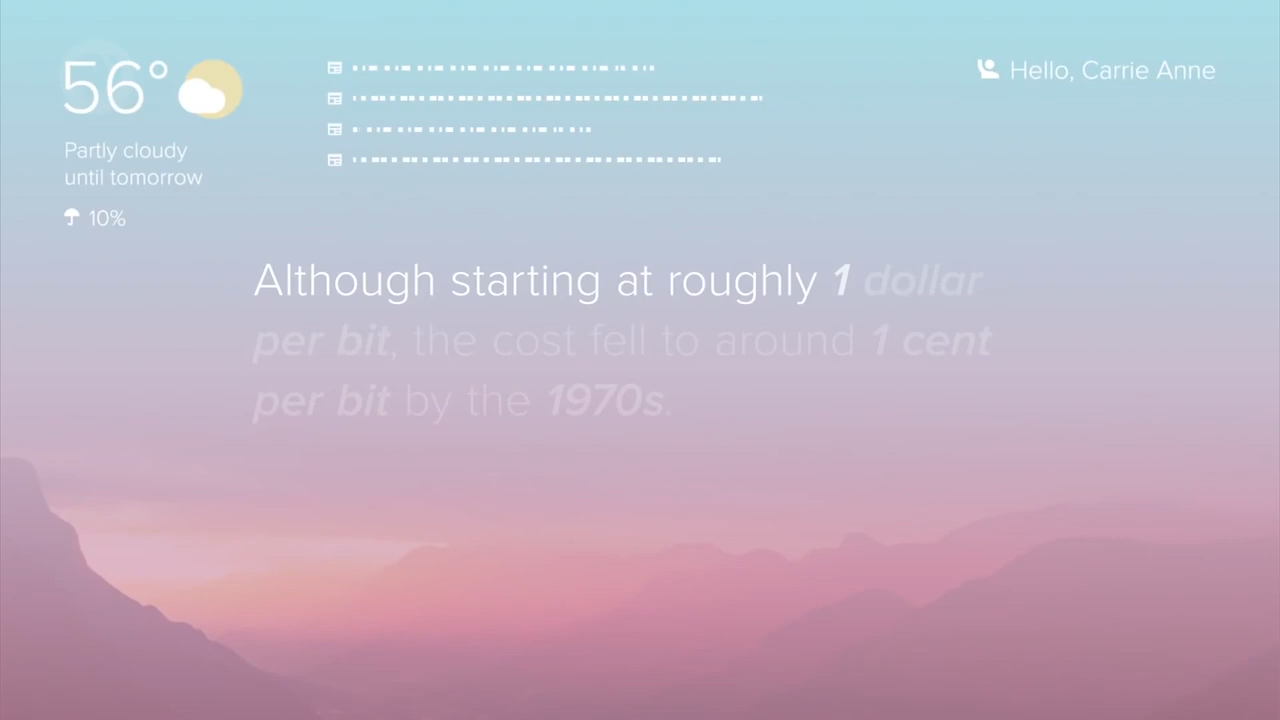 56°
Partly cloudy
until tomorrow
10%
Hello, Carrie Anne
Although starting at roughly 1 dollar
per bit, the cost fell to around 1 cent
per bit by the 1970s.